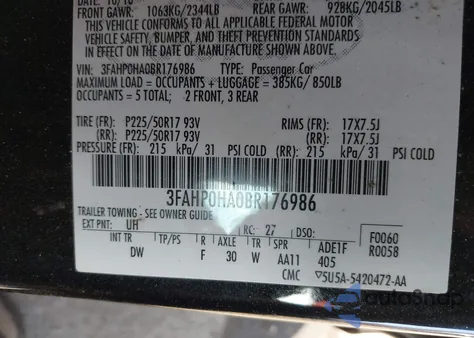 DATE: 10/10
FRONT GAWR: 1063KG/2344LB REAR GAWR: 928KG/2045LB
THIS VEHICLE CONFORMS TO ALL APPLICABLE FEDERAL MOTOR
VEHICLE SAFETY, BUMPER, AND THEFT PREVENTION STANDARDS
IN EFFECT ON THE DATE OF MANUFACTURE SHOWN ABOVE.
VIN: 3FAHP0HA0BR176986 TYPE: Passenger Car
MAXIMUM LOAD = OCCUPANTS + LUGGAGE = 385KG/ 850LB
OCCUPANTS = 5 TOTAL; 2 FRONT, 3 REAR
TIRE (FR): P225/50R17 93V RIMS (FR): 17X7.5J
(RR): P225/50R17 93V (RR): 17X7.5J
PRESSURE (FR): 215 kPa/ 31 PSI COLD (RR): 215 kPa/ 31 PSI COLD
3FAHP0HA0BR176986
TRAILER TOWING - SEE OWNER GUIDE
EXT PNT: UH RC: 27 DSO: F0060
INT TR TP/PS R AXLE TR SPR ADE1F R0058
DW F 30 W AA11 405
CMC 5U5A-5420472-AA
autoSnap